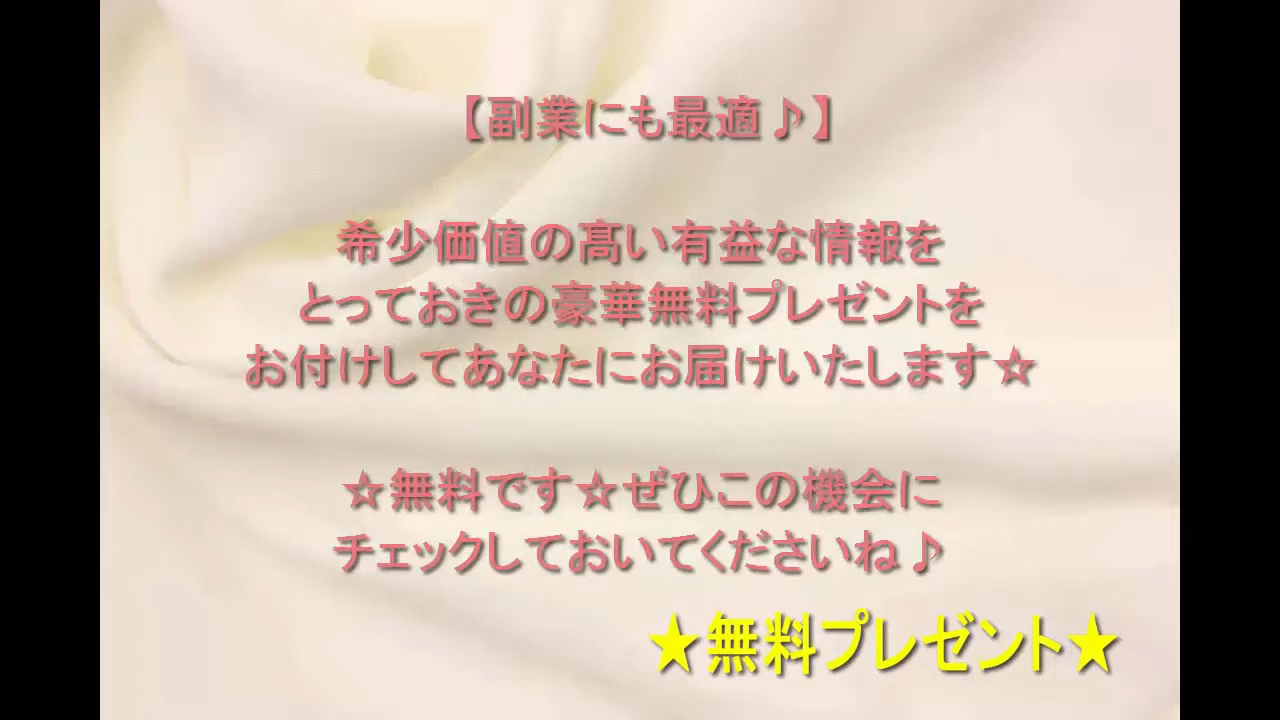 【副業にも最適♪】
希少価値の高い有益な情報を
とっておきの豪華無料プレゼントを
お付けしてあなたにお届けいたします☆
☆無料です☆ぜひこの機会に
チェックしておいてくださいね♪
★無料プレゼント★